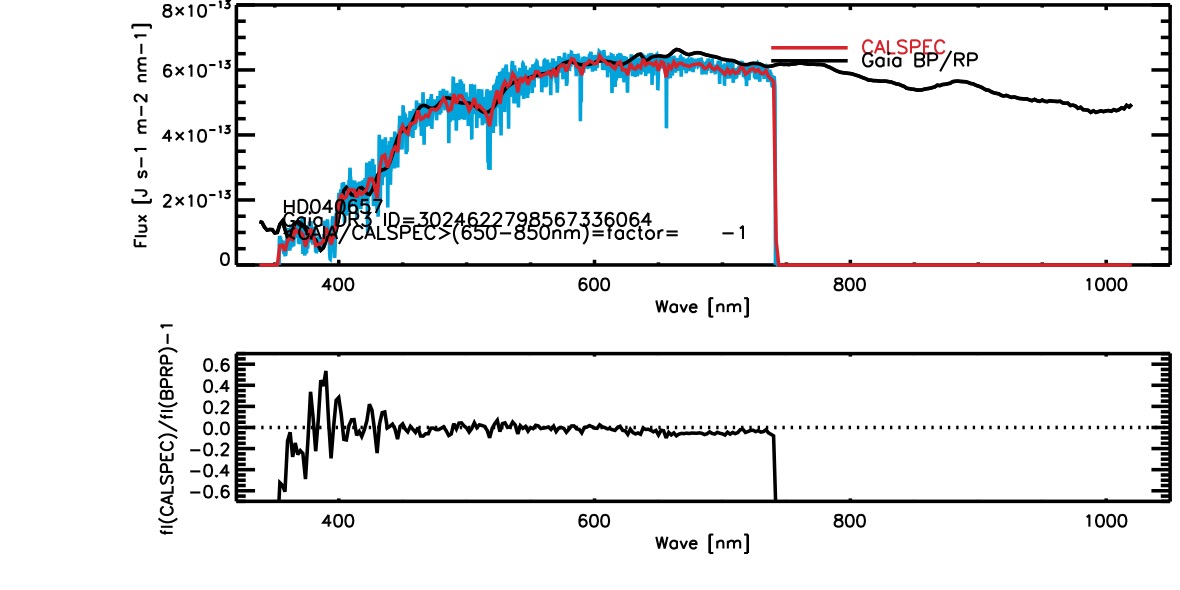 8×10−13
6×10−13
4×10−13
2×10−13
0
Flux [J s−1 m−2 nm−1]
CALSPEC
Gaia BP/RP
HD040657
Gaia DR3 ID=3024622798567336064
<GAIA/CALSPEC>(650−850nm)=factor= −1
400 600 800 1000
Wave [nm]
fl(CALSPEC)/fl(BPRP)−1
0.6
0.4
0.2
0.0
−0.2
−0.4
−0.6
400 600 800 1000
Wave [nm]